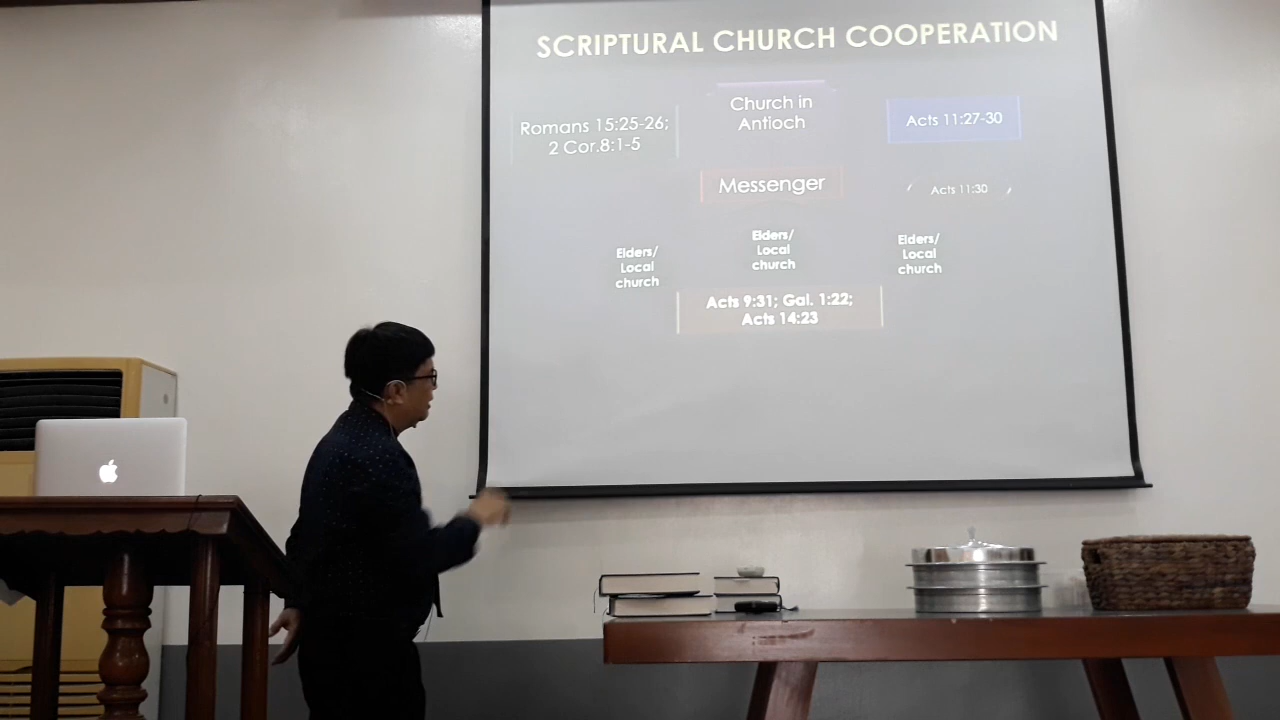 SCRIPTURAL CHURCH COOPERATION
Romans 15:25-26;
2 Cor.8:1-5
Church in
Antioch
Acts 11:27-30
Messenger
Acts 11:30
Elders/
Local
church
Elders/
Local
church
Elders/
Local
church
Acts 9:31; Gal. 1:22;
Acts 14:23